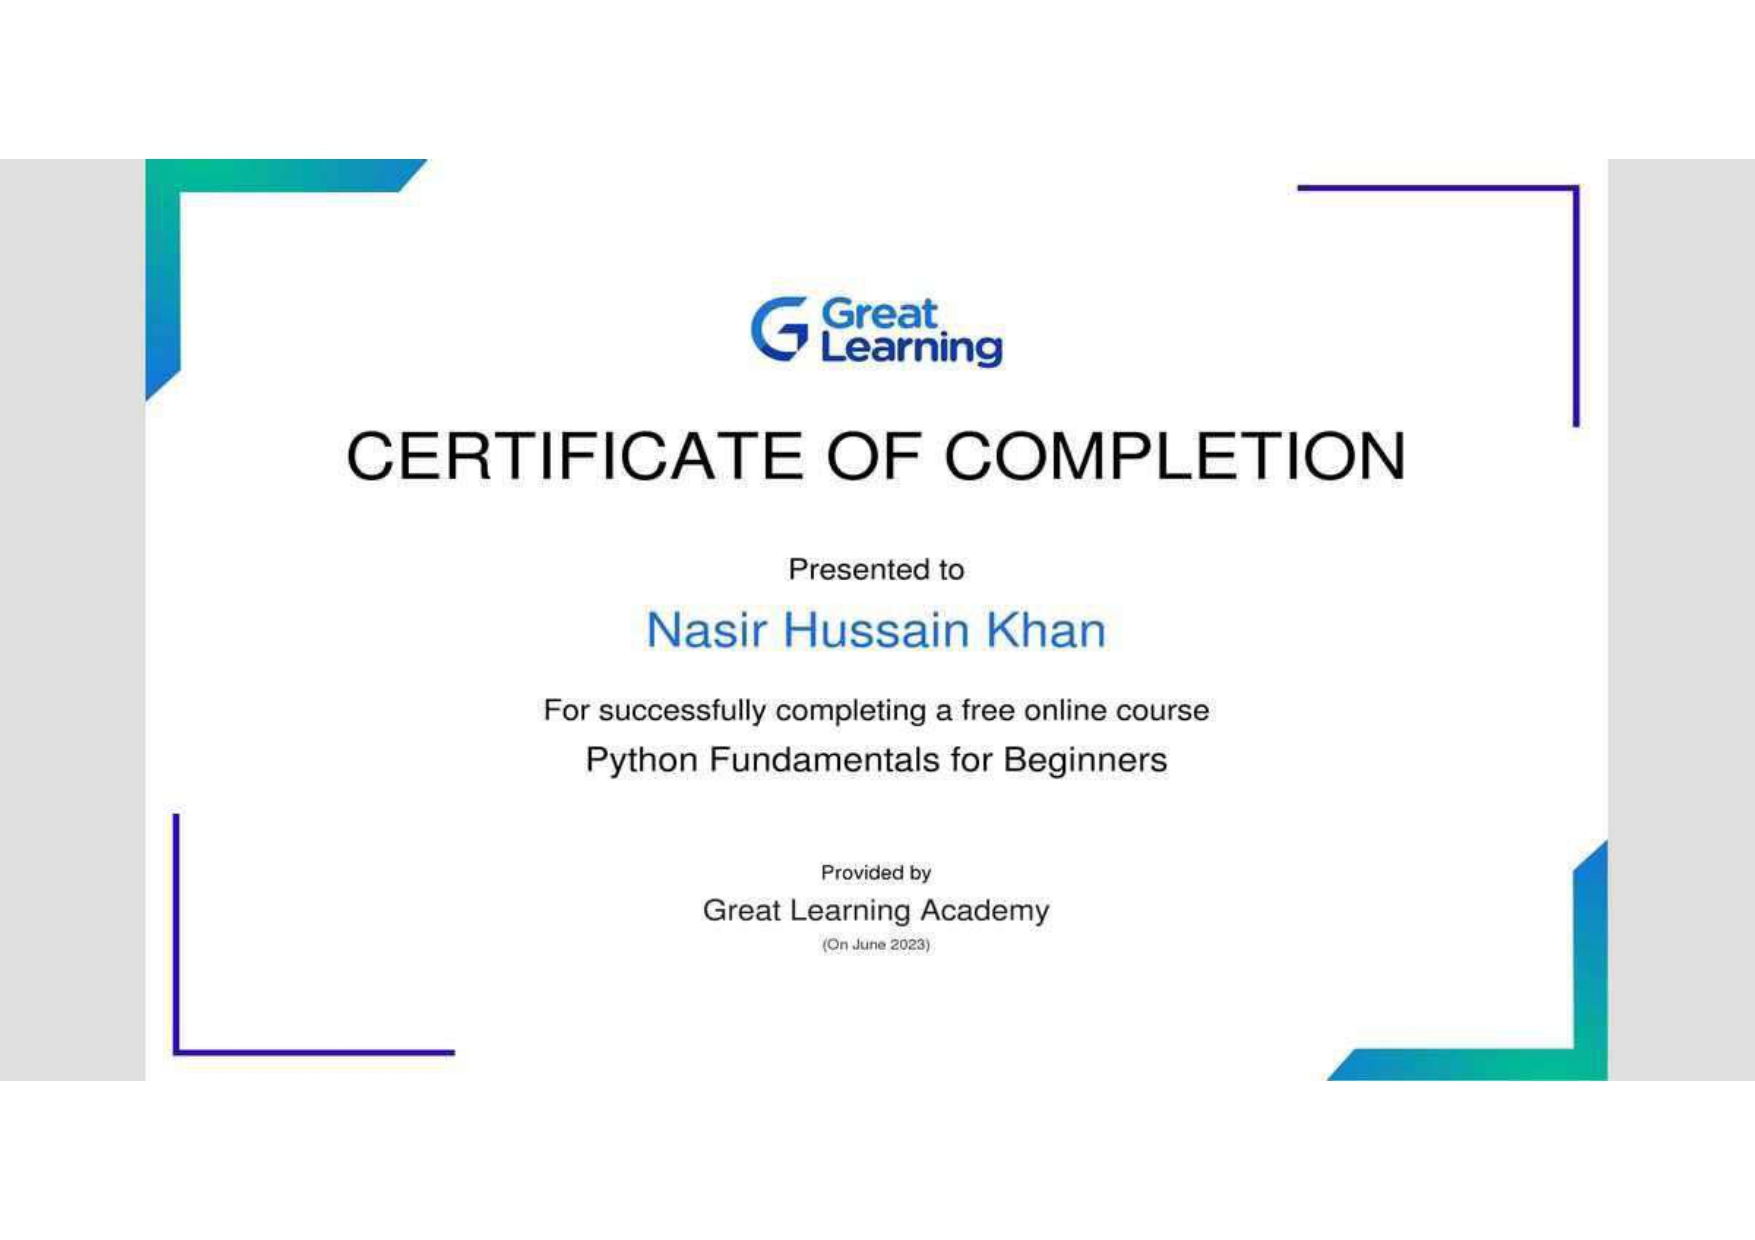 Great
Learning
CERTIFICATE OF COMPLETION
Presented to
Nasir Hussain Khan
For successfully completing a free online course
Python Fundamentals for Beginners
Provided by
Great Learning Academy
(On June 2023)